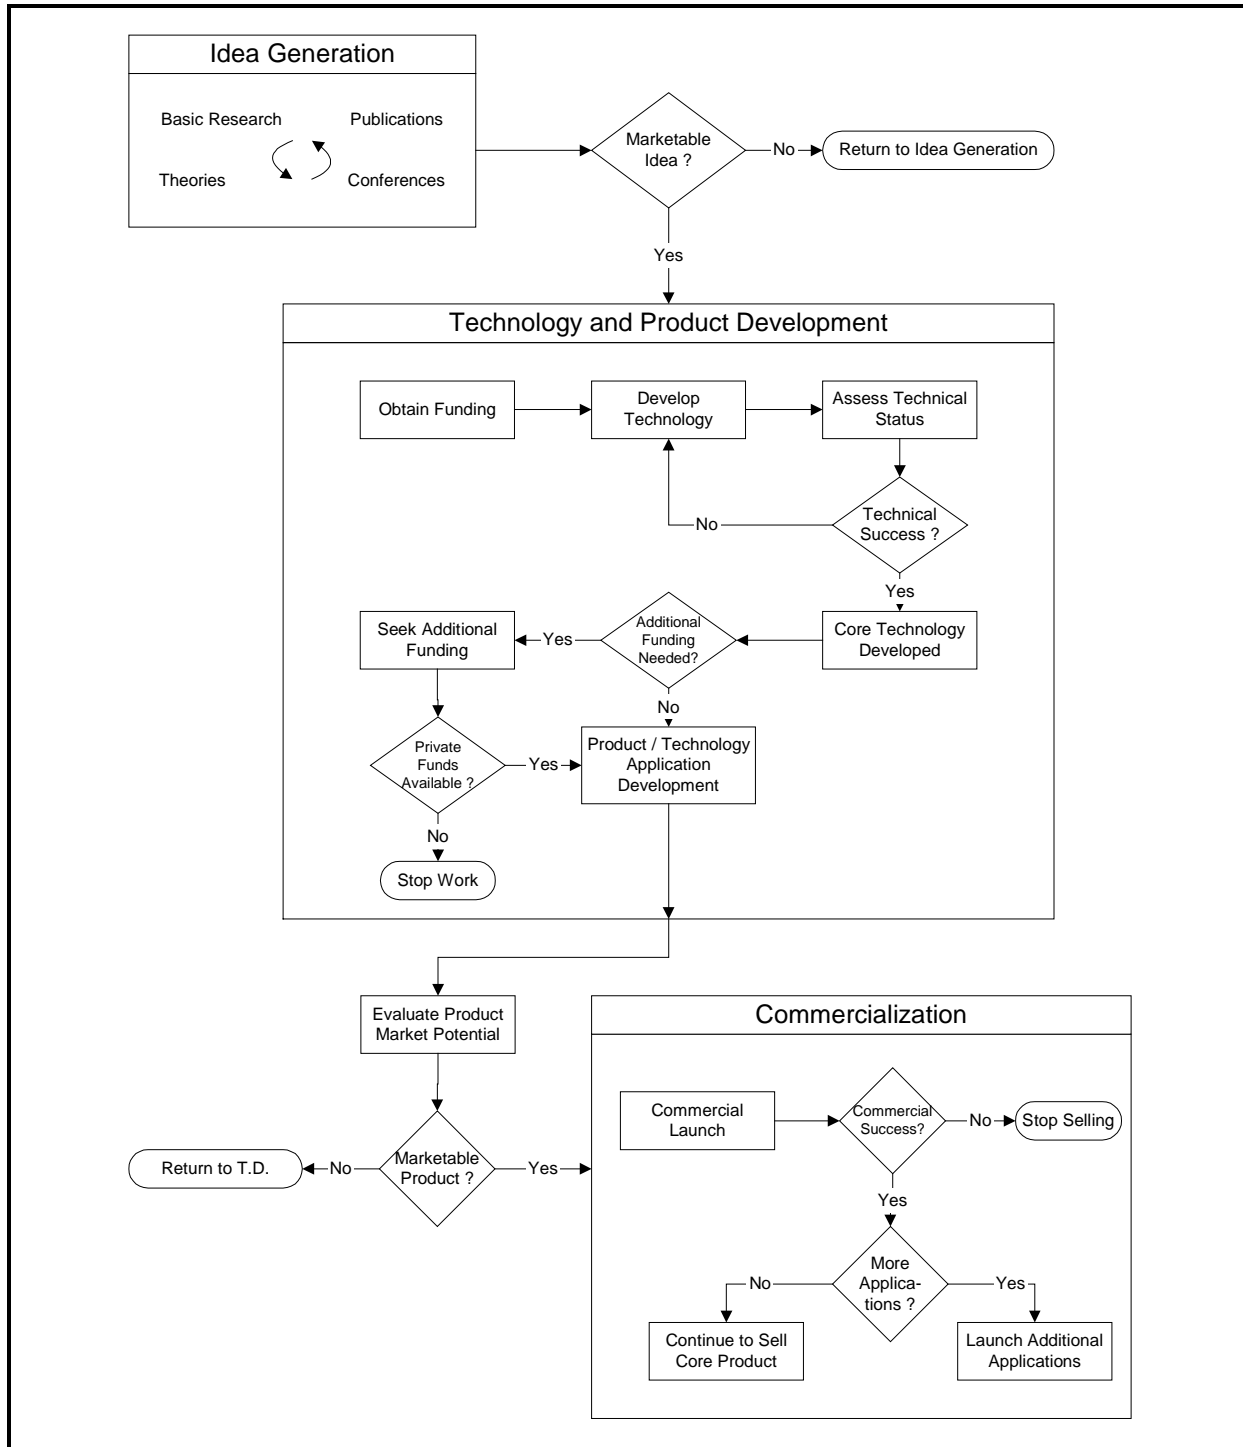 Idea Generation
Basic Research
Publications
Theories
Conferences
Marketable
Idea ?
No
Return to Idea Generation
Yes
Technology and Product Development
Obtain Funding
Develop
Technology
Assess Technical
Status
Technical
Success ?
No
Yes
Core Technology
Developed
Additional
Funding
Needed?
Yes
Seek Additional
Funding
No
Private
Funds
Available ?
Yes
Product / Technology
Application
Development
No
Stop Work
Evaluate Product
Market Potential
Marketable
Product ?
No
Return to T.D.
Yes
Commercialization
Commercial
Launch
Commercial
Success?
No
Stop Selling
Yes
More
Applica-
tions ?
No
Yes
Continue to Sell
Core Product
Launch Additional
Applications